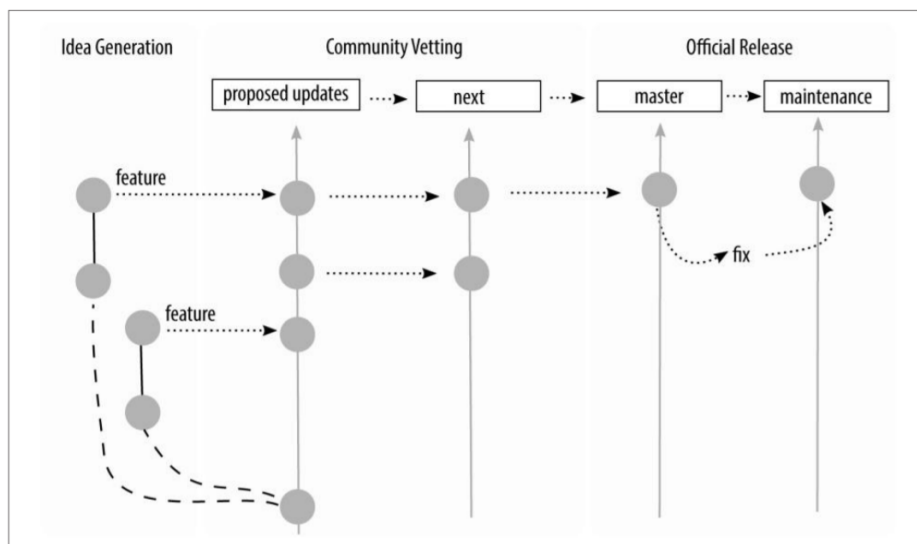 Idea Generation
Community Vetting
Official Release
proposed updates
next
master
maintenance
feature
fix
feature